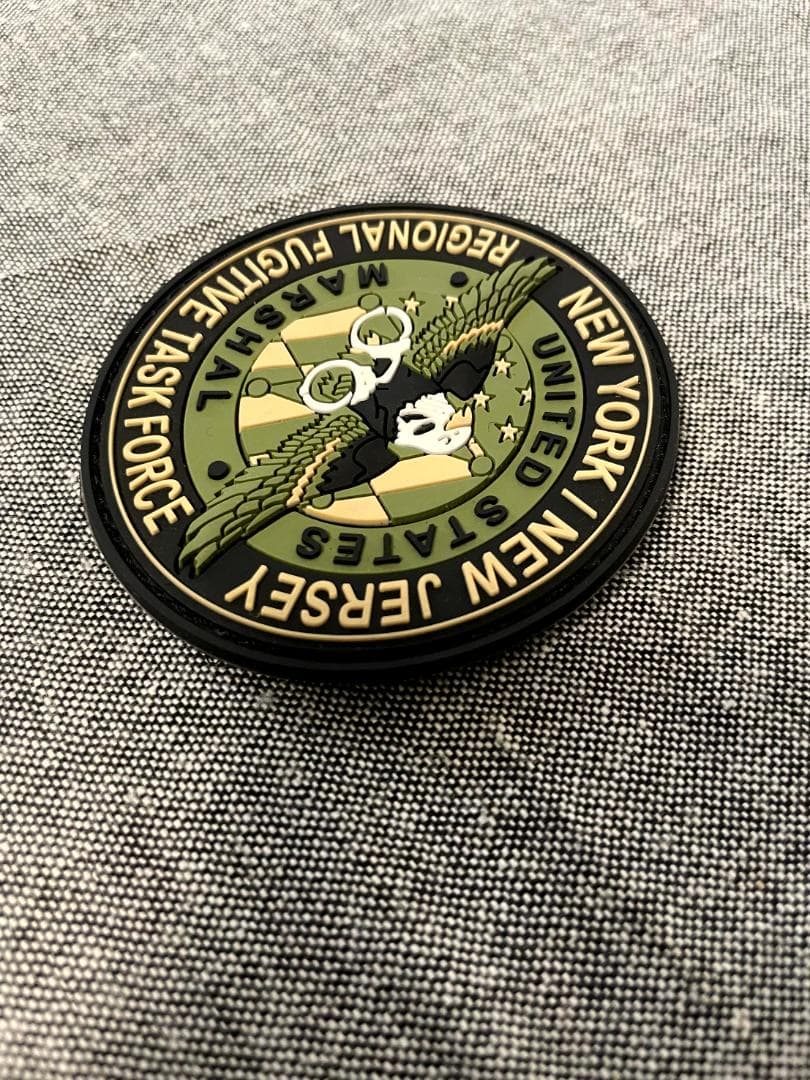 NEW YORK / NEW JERSEY
REGIONAL FUGITIVE TASK FORCE
UNITED STATES
MARSHAL